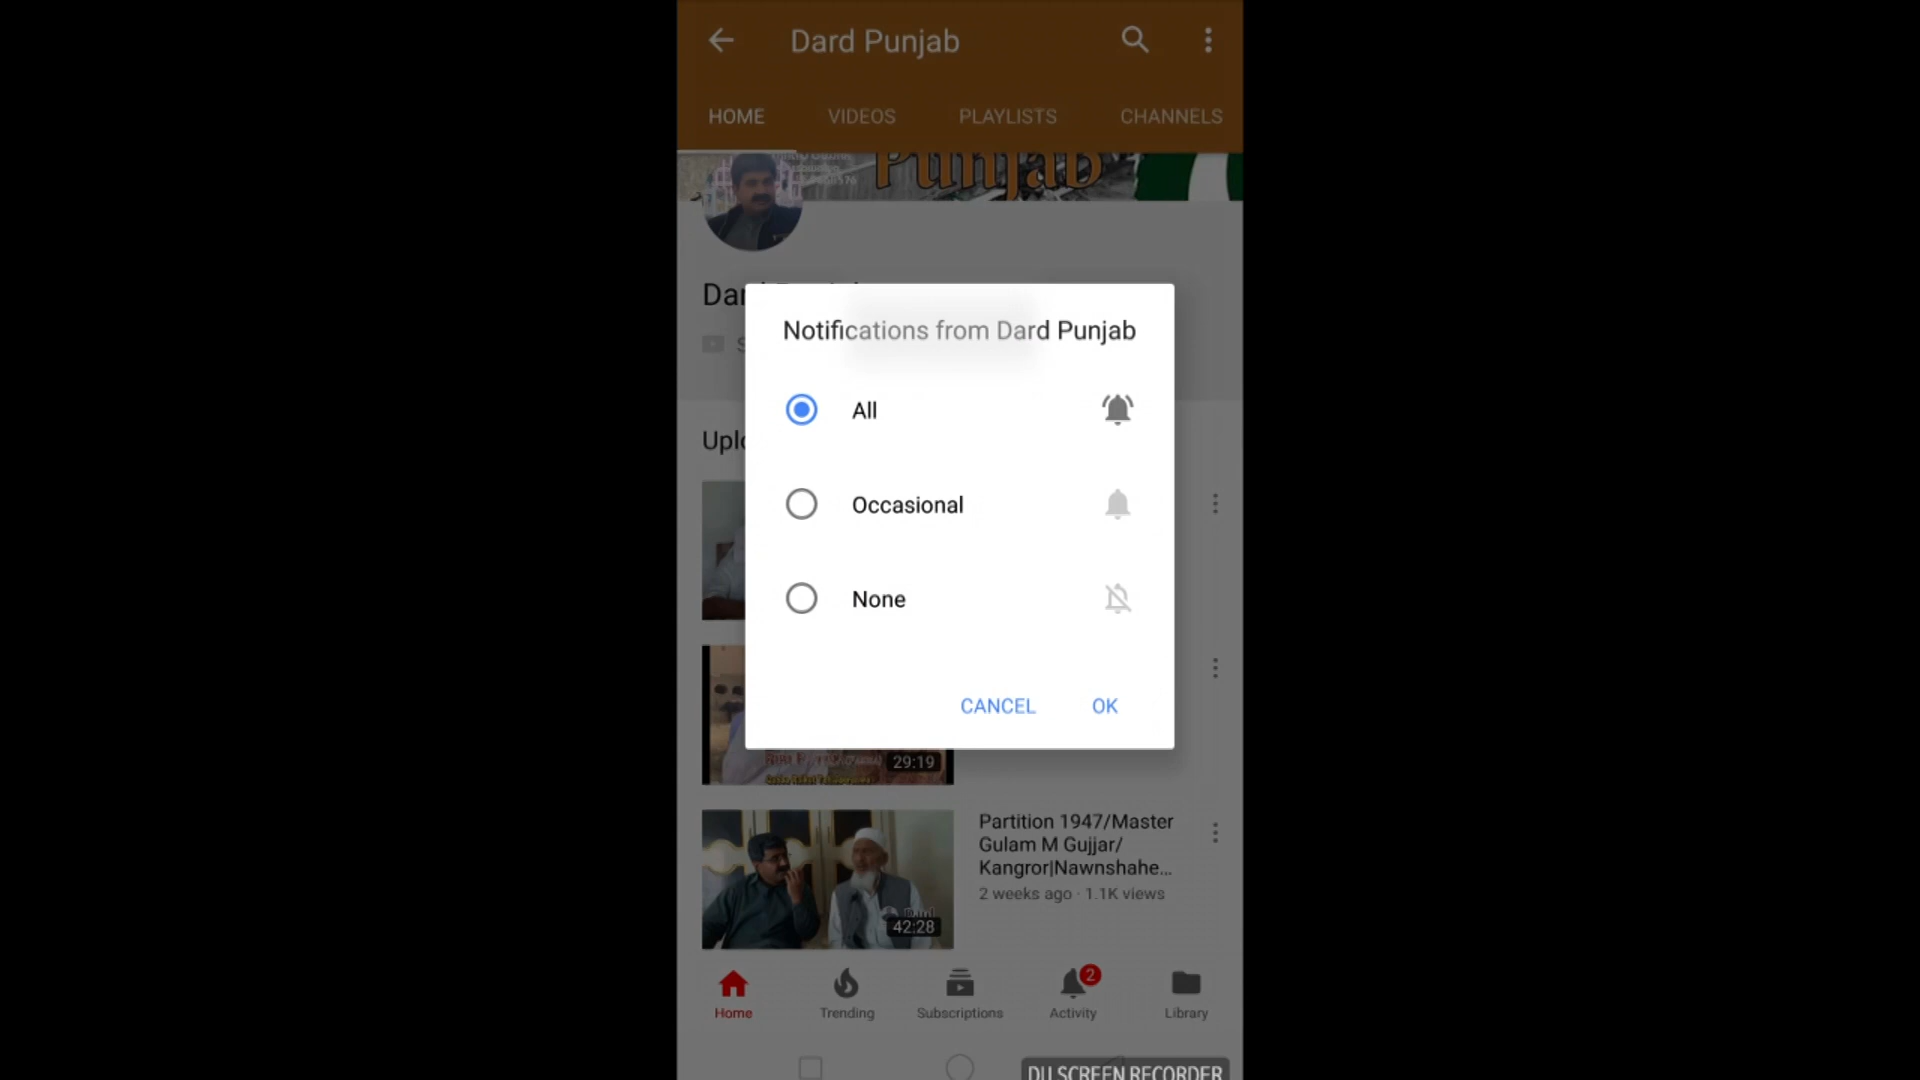 Dard Punjab
HOME VIDEOS PLAYLISTS CHANNELS
Punjab
Notifications from Dard Punjab
All
Occasional
None
CANCEL OK
29:19
Partition 1947/Master
Gulam M Gujjar/
Kangror|Nawnshahe...
2 weeks ago · 1.1K views
42:28
2
Home Trending Subscriptions Activity Library
DU SCREEN RECORDER